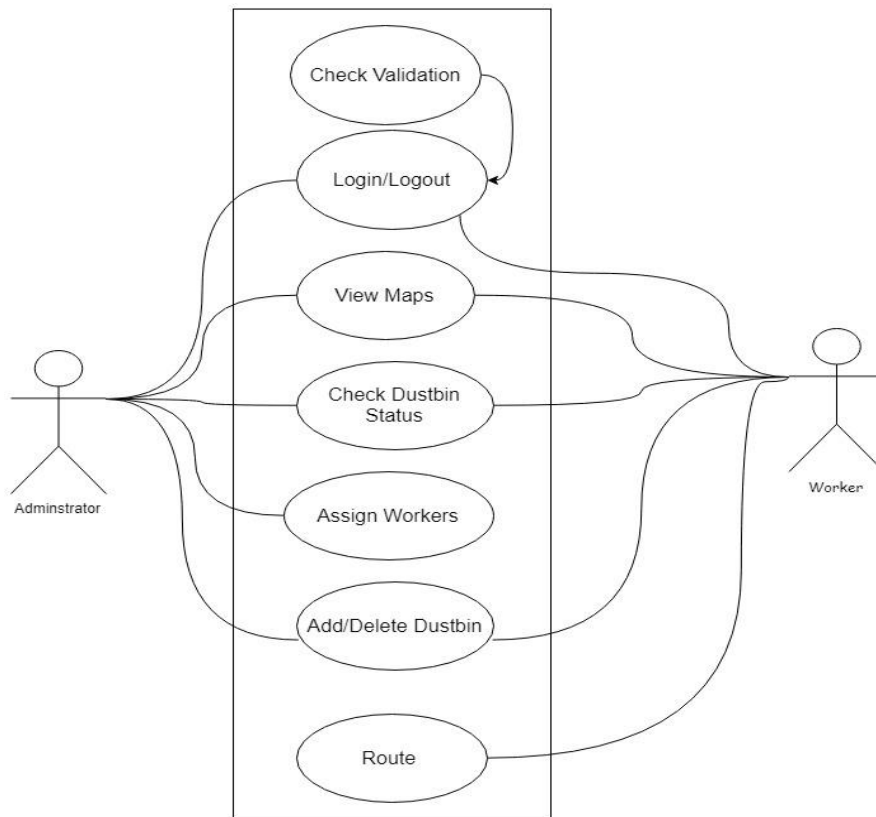 Check Validation
Login/Logout
View Maps
Check Dustbin
Status
Adminstrator
Worker
Assign Workers
Add/Delete Dustbin
Route